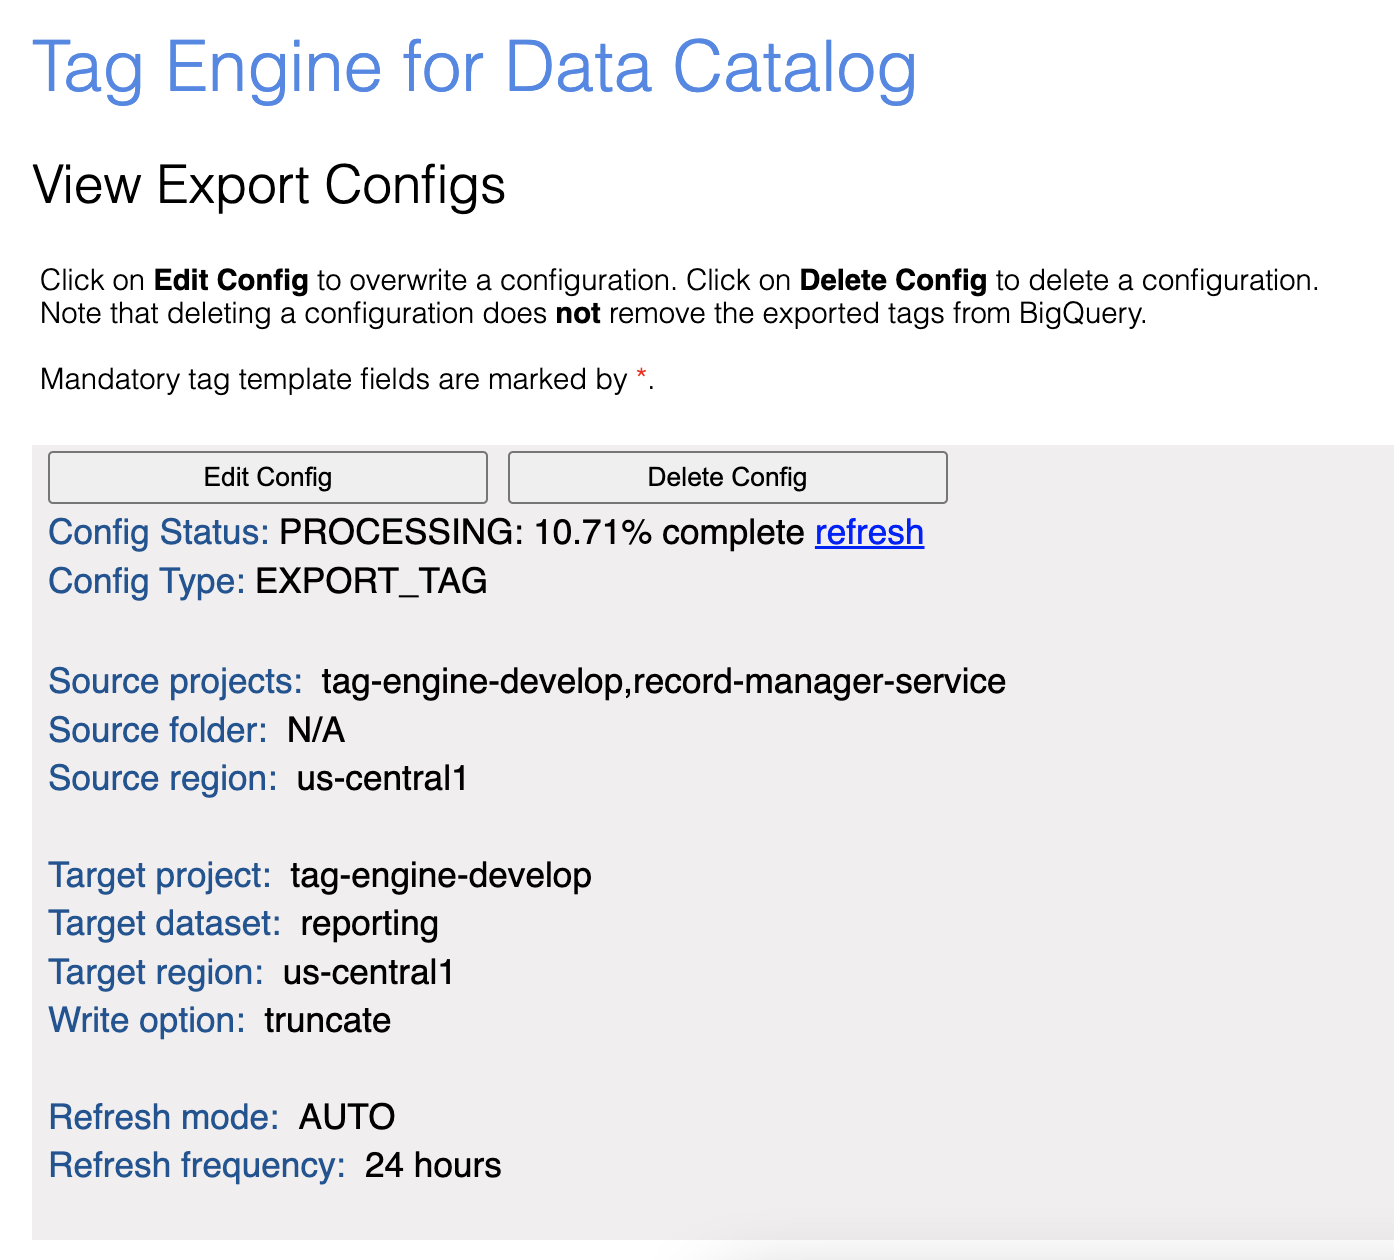 Tag Engine for Data Catalog
View Export Configs
Click on Edit Config to overwrite a configuration. Click on Delete Config to delete a configuration.
Note that deleting a configuration does not remove the exported tags from BigQuery.
Mandatory tag template fields are marked by *.
Edit Config Delete Config
Config Status: PROCESSING: 10.71% complete refresh
Config Type: EXPORT_TAG
Source projects: tag-engine-develop,record-manager-service
Source folder: N/A
Source region: us-central1
Target project: tag-engine-develop
Target dataset: reporting
Target region: us-central1
Write option: truncate
Refresh mode: AUTO
Refresh frequency: 24 hours